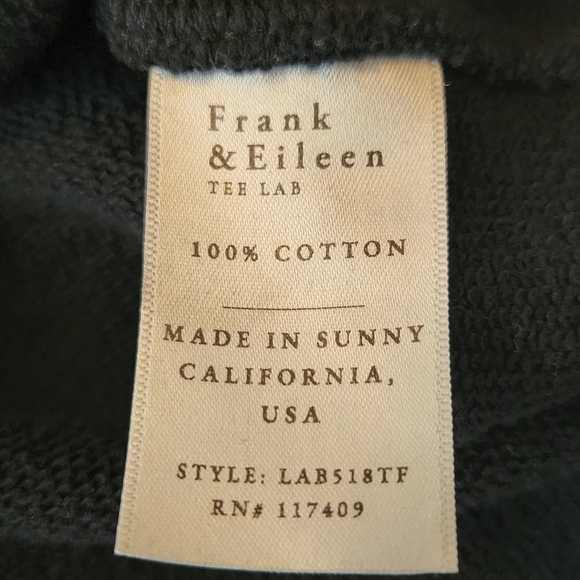 Frank
&Eileen
TEE LAB
100% COTTON
MADE IN SUNNY
CALIFORNIA,
USA
STYLE: LAB518TF
RN# 117409